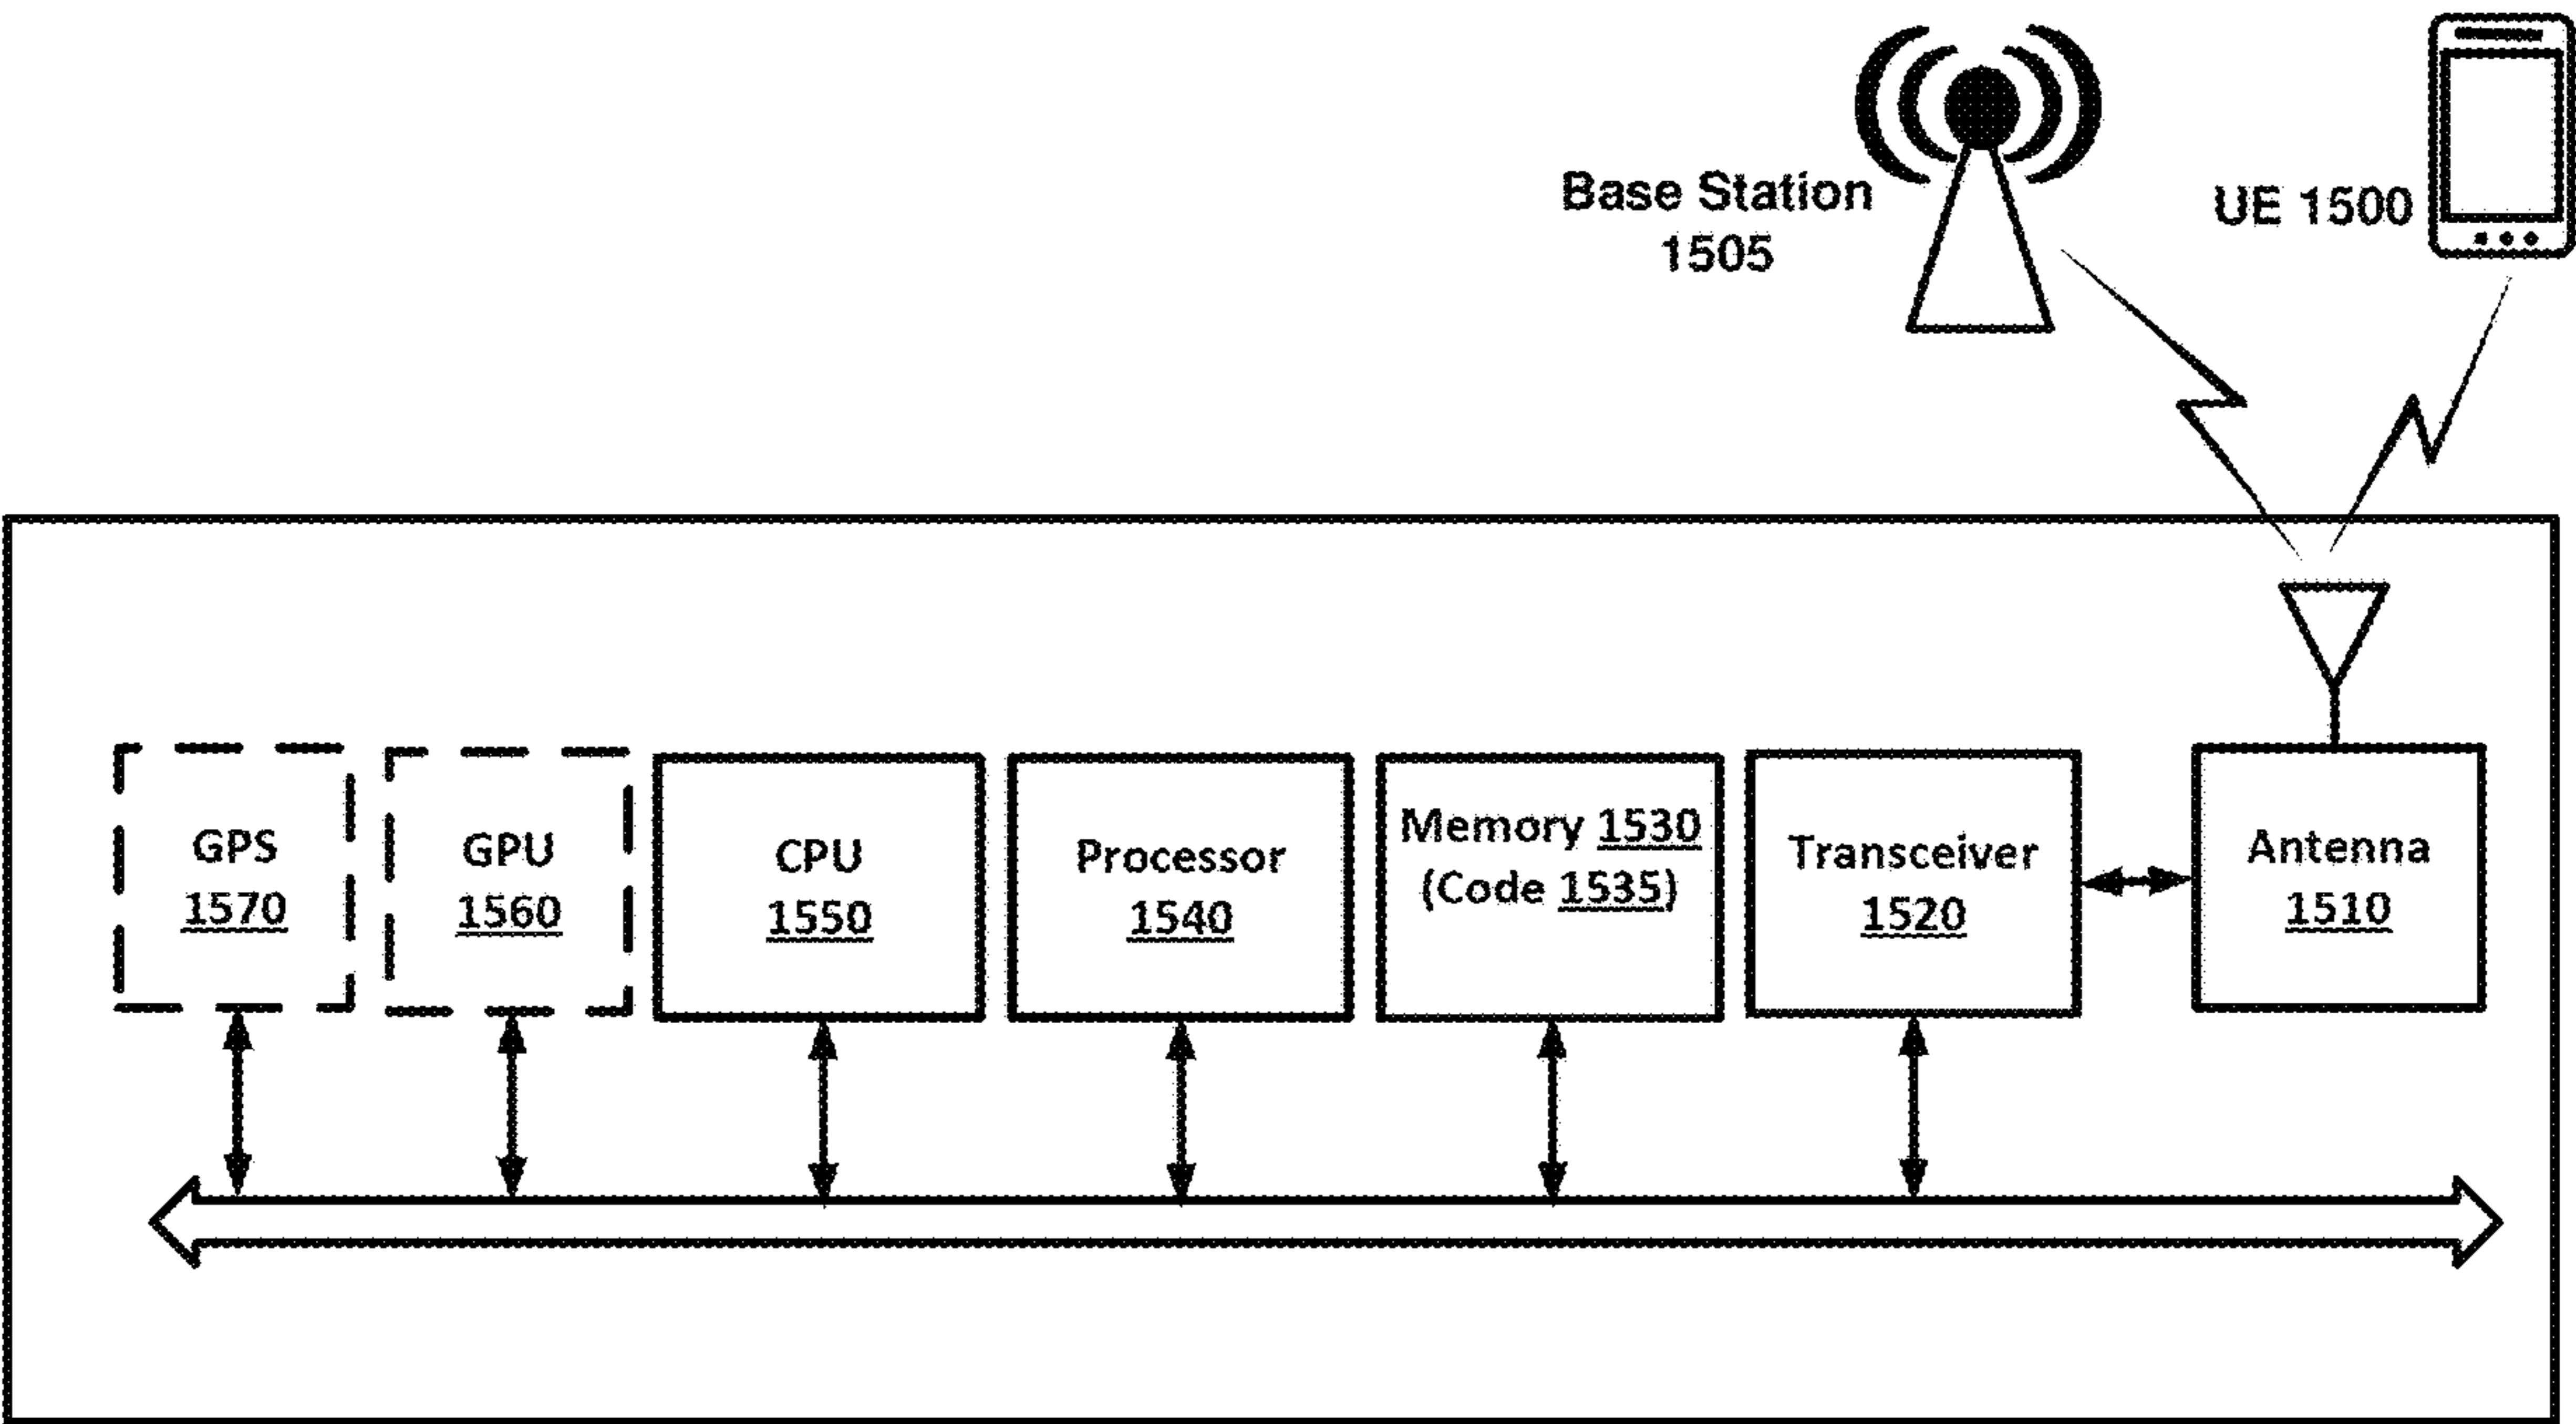 Base Station
1505
UE 1500
GPS
1570
GPU
1560
CPU
1550
Processor
1540
Memory 1530
(Code 1535)
Transceiver
1520
Antenna
1510